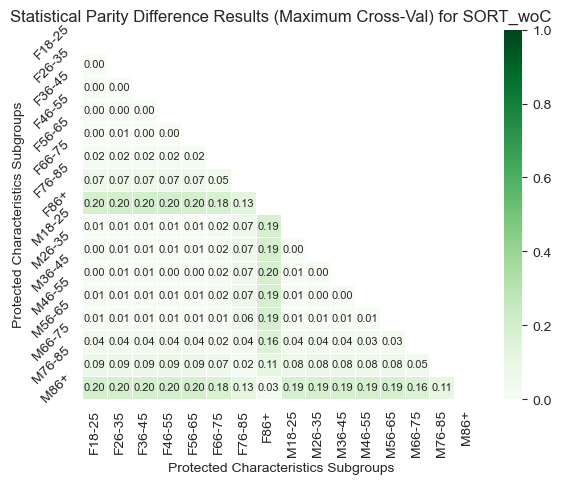 Statistical Parity Difference Results (Maximum Cross-Val) for SORT_woC
Protected Characteristics Subgroups
F18-25
F26-35 0.00
F36-45 0.00 0.00
F46-55 0.00 0.00 0.00
F56-65 0.00 0.01 0.00 0.00
F66-75 0.02 0.02 0.02 0.02 0.02
F76-85 0.07 0.07 0.07 0.07 0.07 0.05
F86+ 0.20 0.20 0.20 0.20 0.20 0.18 0.13
M18-25 0.01 0.01 0.01 0.01 0.01 0.02 0.07 0.19
M26-35 0.00 0.01 0.01 0.01 0.01 0.02 0.07 0.19 0.00
M36-45 0.00 0.01 0.01 0.00 0.00 0.02 0.07 0.20 0.01 0.00
M46-55 0.01 0.01 0.01 0.01 0.01 0.02 0.07 0.19 0.01 0.00 0.00
M56-65 0.01 0.01 0.01 0.01 0.01 0.01 0.06 0.19 0.01 0.01 0.01 0.01
M66-75 0.04 0.04 0.04 0.04 0.04 0.02 0.04 0.16 0.04 0.04 0.04 0.03 0.03
M76-85 0.09 0.09 0.09 0.09 0.09 0.07 0.02 0.11 0.08 0.08 0.08 0.08 0.08 0.05
M86+ 0.20 0.20 0.20 0.20 0.20 0.18 0.13 0.03 0.19 0.19 0.19 0.19 0.19 0.16 0.11
F18-25 F26-35 F36-45 F46-55 F56-65 F66-75 F76-85 F86+ M18-25 M26-35 M36-45 M46-55 M56-65 M66-75 M76-85 M86+
Protected Characteristics Subgroups
1.0
0.8
0.6
0.4
0.2
0.0